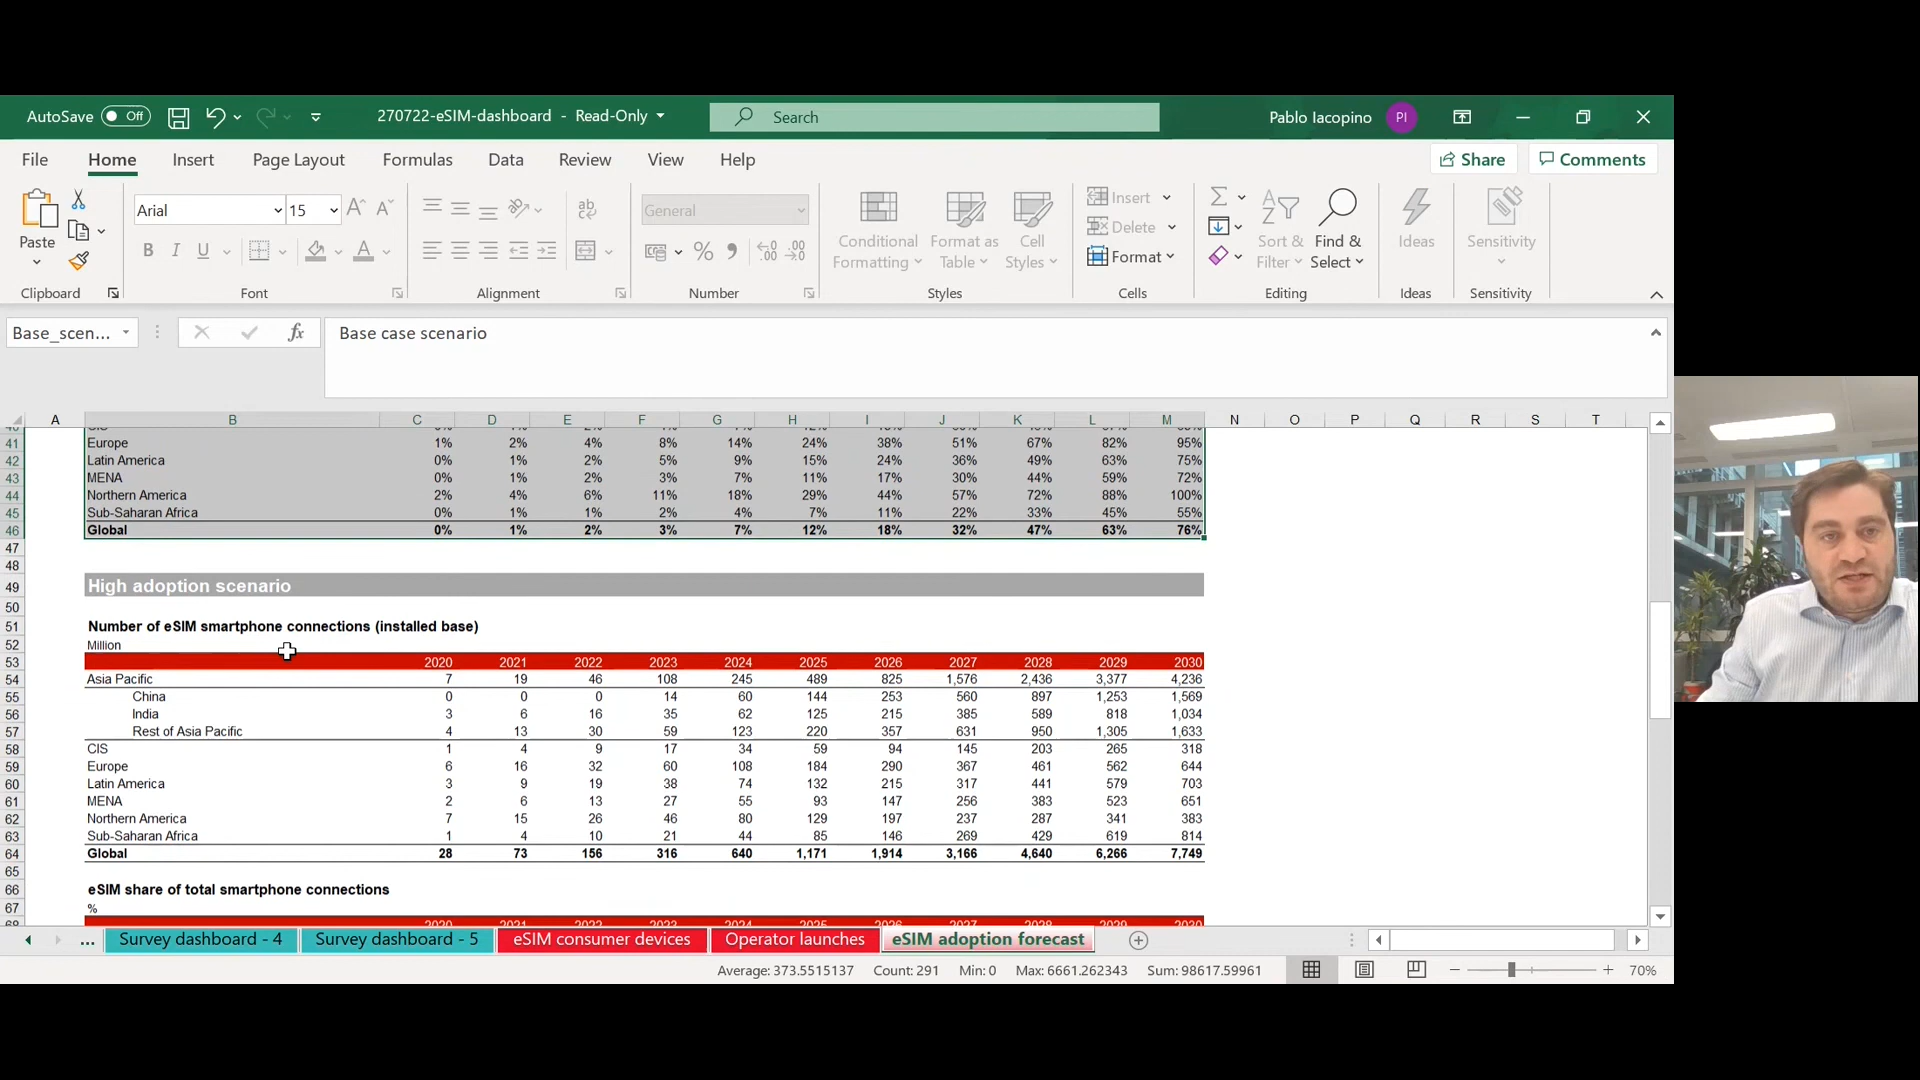 AutoSave Off 270722-eSIM-dashboard - Read-Only Search Pablo Iacopino PI
File Home Insert Page Layout Formulas Data Review View Help Share Comments
Paste Arial 15 General Conditional Formatting Format as Table Cell Styles Insert Delete Format Sort & Filter Find & Select Ideas Sensitivity
Clipboard Font Alignment Number Styles Cells Editing Ideas Sensitivity
Base_scen... fx Base case scenario
A B C D E F G H I J K L M N O P Q R S T
41 Europe 1% 2% 4% 8% 14% 24% 38% 51% 67% 82% 95%
42 Latin America 0% 1% 2% 5% 9% 15% 24% 36% 49% 63% 75%
43 MENA 0% 1% 2% 3% 7% 11% 17% 30% 44% 59% 72%
44 Northern America 2% 4% 6% 11% 18% 29% 44% 57% 72% 88% 100%
45 Sub-Saharan Africa 0% 1% 1% 2% 4% 7% 11% 22% 33% 45% 55%
46 Global 0% 1% 2% 3% 7% 12% 18% 32% 47% 63% 76%
47
48
49 High adoption scenario
50
51 Number of eSIM smartphone connections (installed base)
52 Million
53 2020 2021 2022 2023 2024 2025 2026 2027 2028 2029 2030
54 Asia Pacific 7 19 46 108 245 489 825 1,576 2,436 3,377 4,236
55 China 0 0 0 14 60 144 253 560 897 1,253 1,569
56 India 3 6 16 35 62 125 215 385 589 818 1,034
57 Rest of Asia Pacific 4 13 30 59 123 220 357 631 950 1,305 1,633
58 CIS 1 4 9 17 34 59 94 145 203 265 318
59 Europe 6 16 32 60 108 184 290 367 461 562 644
60 Latin America 3 9 19 38 74 132 215 317 441 579 703
61 MENA 2 6 13 27 55 93 147 256 383 523 651
62 Northern America 7 15 26 46 80 129 197 237 287 341 383
63 Sub-Saharan Africa 1 4 10 21 44 85 146 269 429 619 814
64 Global 28 73 156 316 640 1,171 1,914 3,166 4,640 6,266 7,749
65
66 eSIM share of total smartphone connections
67 %
68 2020 2021 2022 2023 2024 2025 2026 2027 2028 2029 2030
... Survey dashboard - 4 Survey dashboard - 5 eSIM consumer devices Operator launches eSIM adoption forecast
Average: 373.5515137 Count: 291 Min: 0 Max: 6661.262343 Sum: 98617.59961 70%